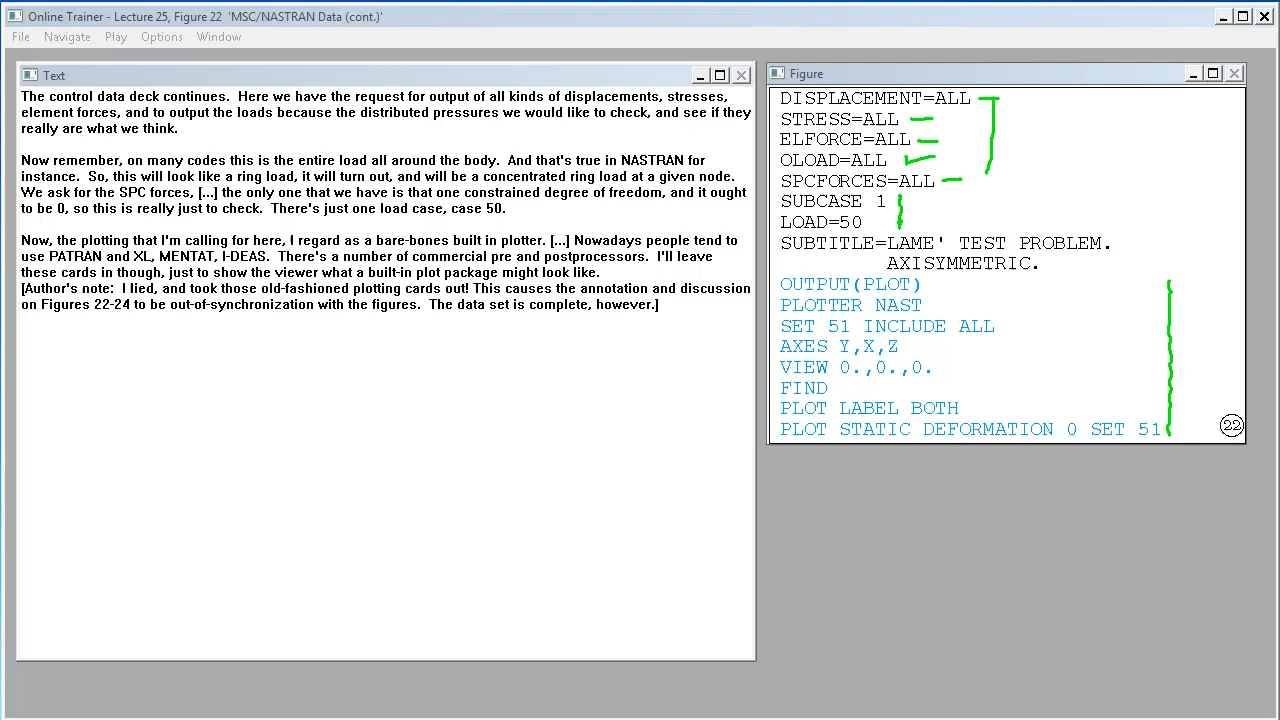 Online Trainer - Lecture 25, Figure 22  'MSC/NASTRAN Data (cont.)'
File  Navigate  Play  Options  Window
Text
The control data deck continues.  Here we have the request for output of all kinds of displacements, stresses,
element forces, and to output the loads because the distributed pressures we would like to check, and see if they
really are what we think.
Now remember, on many codes this is the entire load all around the body.  And that's true in NASTRAN for
instance.  So, this will look like a ring load, it will turn out, and will be a concentrated ring load at a given node.
We ask for the SPC forces, [...] the only one that we have is that one constrained degree of freedom, and it ought
to be 0, so this is really just to check.  There's just one load case, case 50.
Now, the plotting that I'm calling for here, I regard as a bare-bones built in plotter. [...] Nowadays people tend to
use PATRAN and XL, MENTAT, I-DEAS.  There's a number of commercial pre and postprocessors.  I'll leave
these cards in though, just to show the viewer what a built-in plot package might look like.
[Author's note:  I lied, and took those old-fashioned plotting cards out! This causes the annotation and discussion
on Figures 22-24 to be out-of-synchronization with the figures.  The data set is complete, however.]
Figure
DISPLACEMENT=ALL
STRESS=ALL
ELFORCE=ALL
OLOAD=ALL
SPCFORCES=ALL
SUBCASE 1
LOAD=50
SUBTITLE=LAME' TEST PROBLEM.
AXISYMMETRIC.
OUTPUT(PLOT)
PLOTTER NAST
SET 51 INCLUDE ALL
AXES Y,X,Z
VIEW 0.,0.,0.
FIND
PLOT LABEL BOTH
PLOT STATIC DEFORMATION 0 SET 51
22